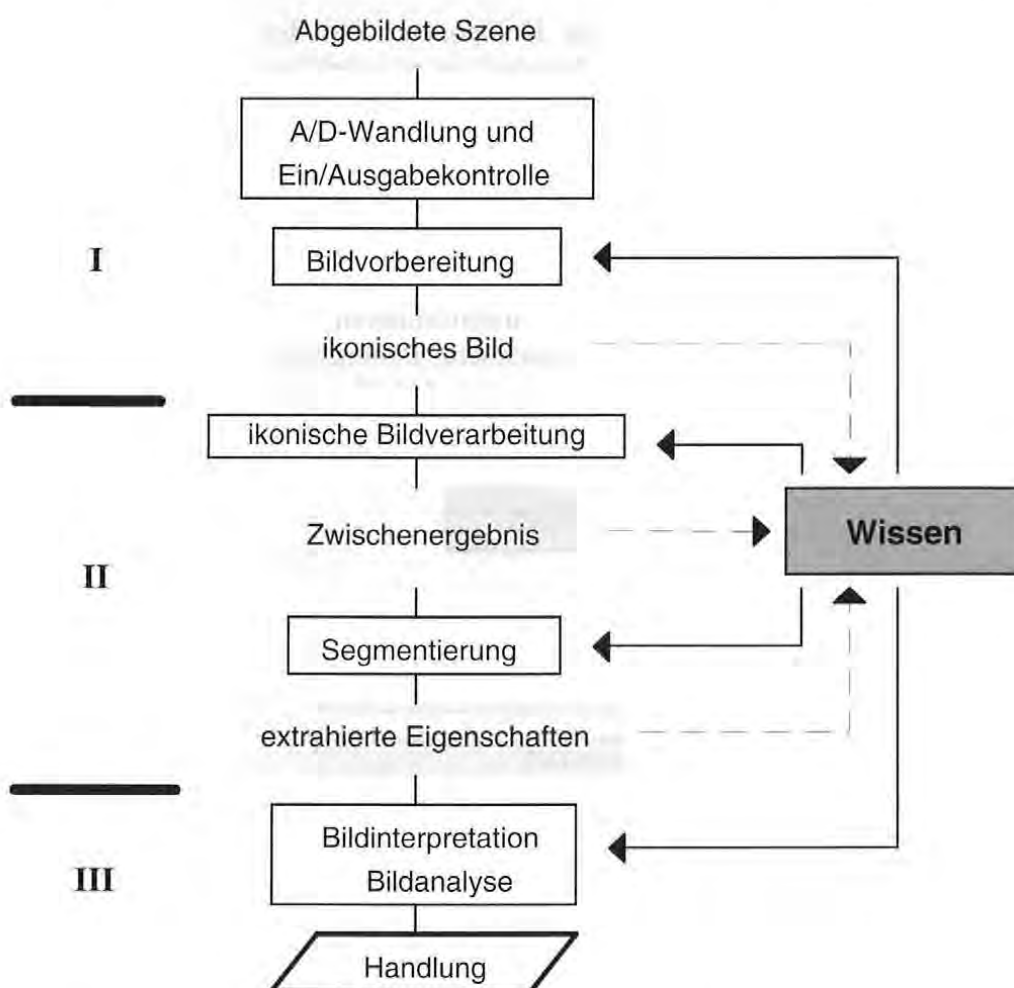 Abgebildete Szene
A/D-Wandlung und
Ein/Ausgabekontrolle
I
Bildvorbereitung
ikonisches Bild
ikonische Bildverarbeitung
Wissen
Zwischenergebnis
II
Segmentierung
extrahierte Eigenschaften
Bildinterpretation
III
Bildanalyse
Handlung